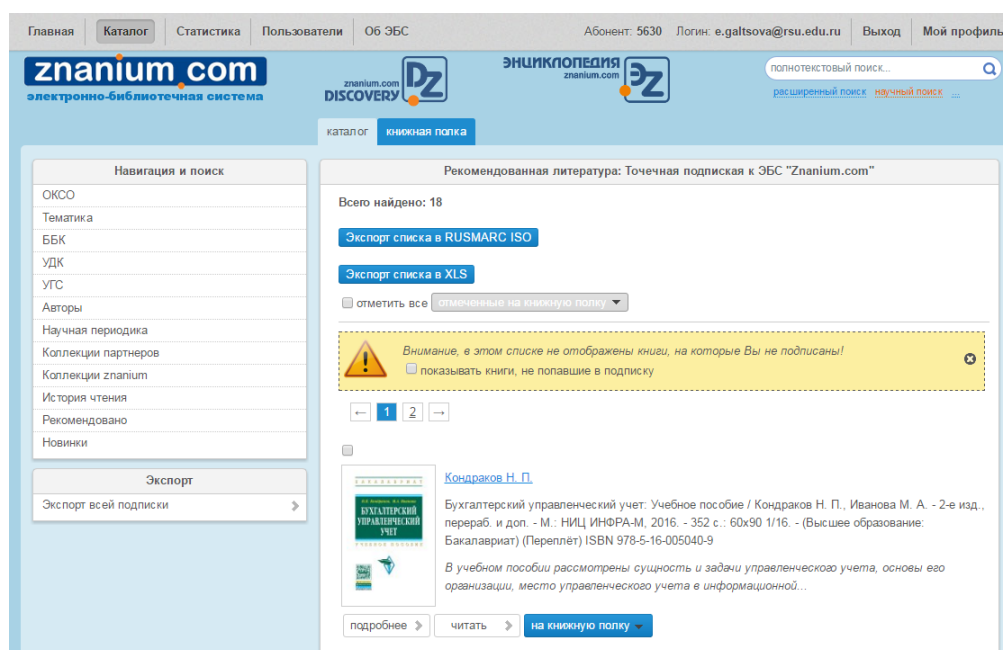 Главная Каталог Статистика Пользователи Об ЭБС Абонент: 5630 Логин: e.galtsova@rsu.edu.ru Выход Мой профиль
znanium.com
электронно-библиотечная система
znanium.com
DISCOVERY
Dz
ЭНЦИКЛОПЕДИЯ
znanium.com
Эz
полнотекстовый поиск...
расширенный поиск научный поиск ...
каталог книжная полка
Навигация и поиск
ОКСО
Тематика
ББК
УДК
УГС
Авторы
Научная периодика
Коллекции партнеров
Коллекции znanium
История чтения
Рекомендовано
Новинки
Экспорт
Экспорт всей подписки
Рекомендованная литература: Точечная подпиская к ЭБС "Znanium.com"
Всего найдено: 18
Экспорт списка в RUSMARC ISO
Экспорт списка в XLS
отметить все отмеченные на книжную полку
Внимание, в этом списке не отображены книги, на которые Вы не подписаны!
показывать книги, не попавшие в подписку
← 1 2 →
БУХГАЛТЕРСКИЙ
УПРАВЛЕНЧЕСКИЙ
УЧЕТ
Кондраков Н. П.
Бухгалтерский управленческий учет: Учебное пособие / Кондраков Н. П., Иванова М. А. - 2-е изд.,
перераб. и доп. - М.: НИЦ ИНФРА-М, 2016. - 352 с.: 60x90 1/16. - (Высшее образование:
Бакалавриат) (Переплёт) ISBN 978-5-16-005040-9
В учебном пособии рассмотрены сущность и задачи управленческого учета, основы его
организации, место управленческого учета в информационной...
подробнее читать на книжную полку